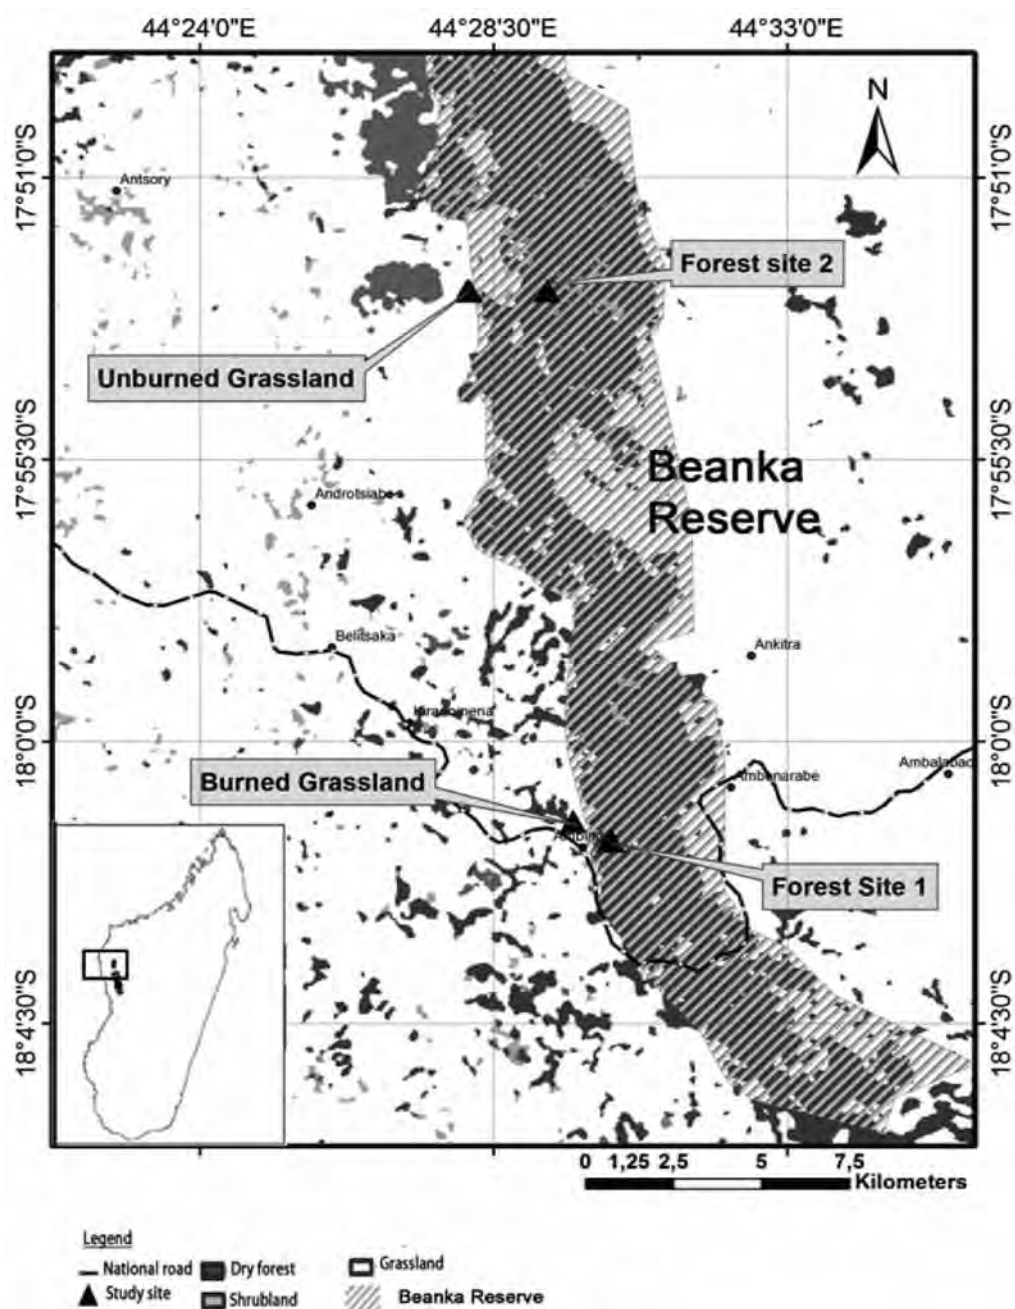 44°24'0"E 44°28'30"E 44°33'0"E
N
17°51'0"S 17°51'0"S
Antsory
Forest site 2
Unburned Grassland
17°55'30"S 17°55'30"S
Beanka
Reserve
Belitsaka
Ankitra
18°0'0"S 18°0'0"S
Burned Grassland
Ambalabao
Ambonarabe
Forest Site 1
18°4'30"S 18°4'30"S
0 1,25 2,5 5 7,5
Kilometers
Legend
National road Dry forest Grassland
Study site Shrubland Beanka Reserve